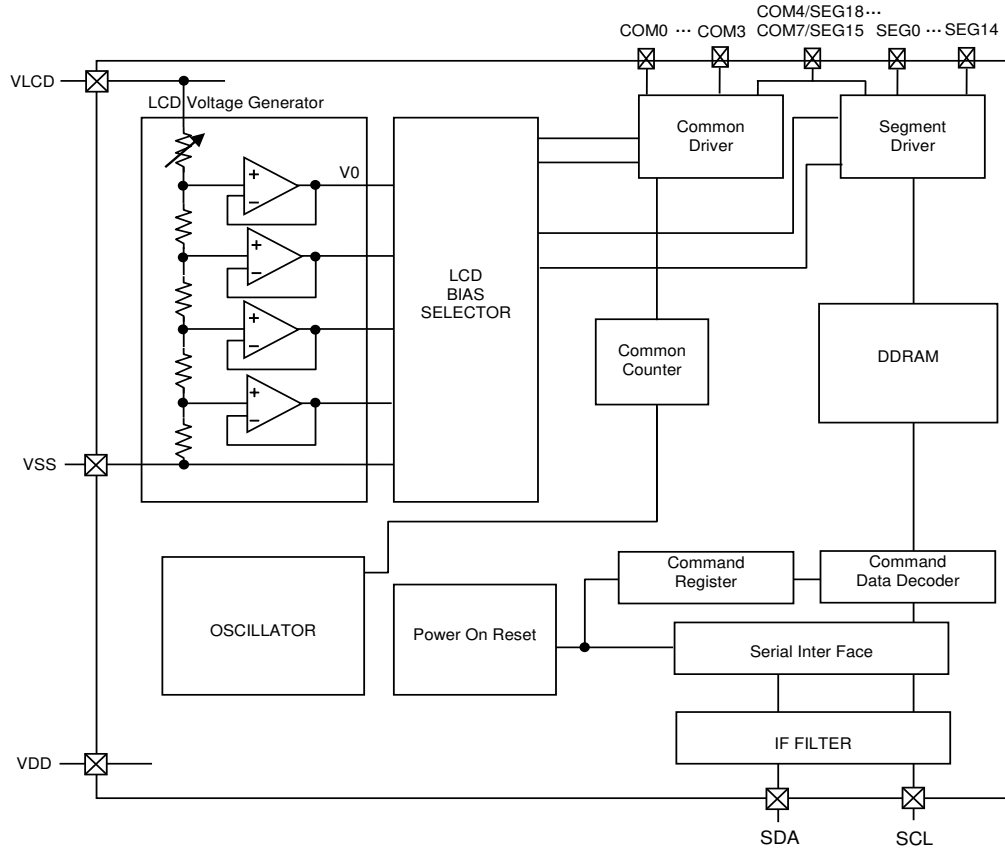 COM4/SEG18···
COM0 ··· COM3 COM7/SEG15 SEG0 ··· SEG14
VLCD
LCD Voltage Generator
+
−
V0
+
−
+
−
+
−
LCD
BIAS
SELECTOR
Common
Driver
Segment
Driver
Common
Counter
DDRAM
VSS
OSCILLATOR
Power On Reset
Command
Register
Command
Data Decoder
Serial Inter Face
IF FILTER
VDD
SDA
SCL